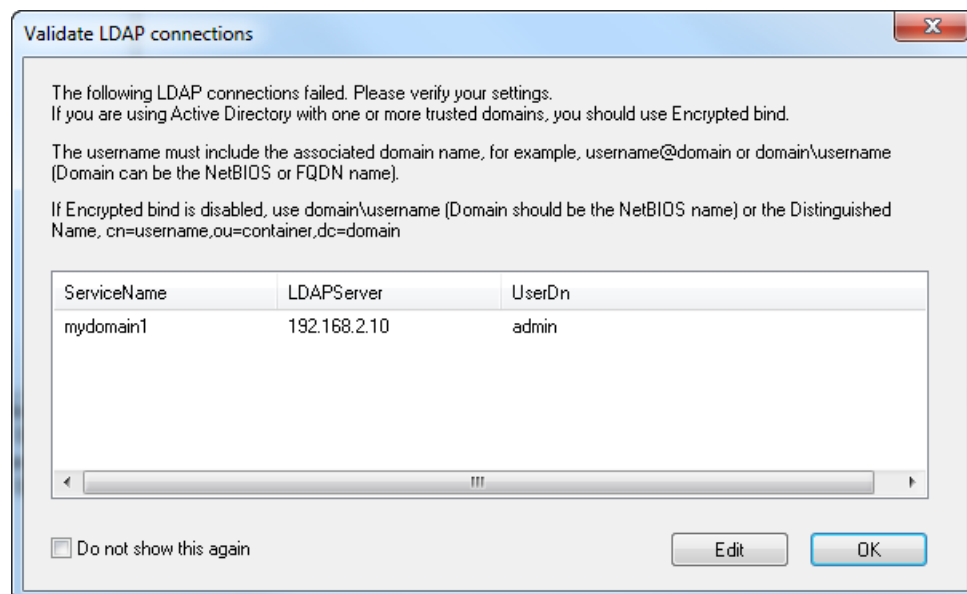 Validate LDAP connections
The following LDAP connections failed. Please verify your settings.
If you are using Active Directory with one or more trusted domains, you should use Encrypted bind.
The username must include the associated domain name, for example, username@domain or domain\username
(Domain can be the NetBIOS or FQDN name).
If Encrypted bind is disabled, use domain\username (Domain should be the NetBIOS name) or the Distinguished
Name, cn=username,ou=container,dc=domain
ServiceName LDAPServer UserDn
mydomain1 192.168.2.10 admin
Do not show this again Edit OK